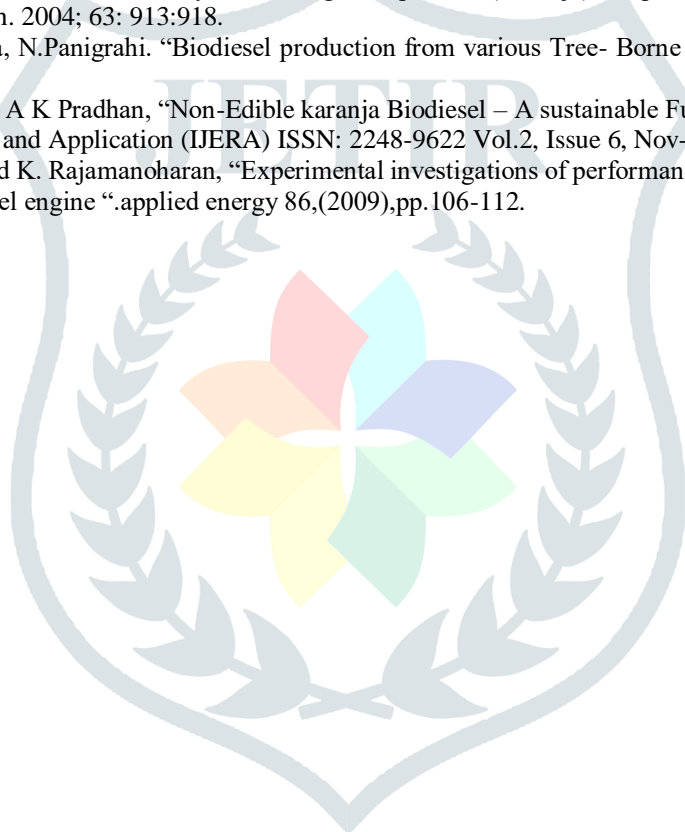 n. 2004; 63: 913:918.
, N.Panigrahi. “Biodiesel production from various Tree- Borne
A K Pradhan, “Non-Edible karanja Biodiesel – A sustainable Fu
and Application (IJERA) ISSN: 2248-9622 Vol.2, Issue 6, Nov-
d K. Rajamanoharan, “Experimental investigations of performan
el engine “.applied energy 86,(2009),pp.106-112.
JETIR